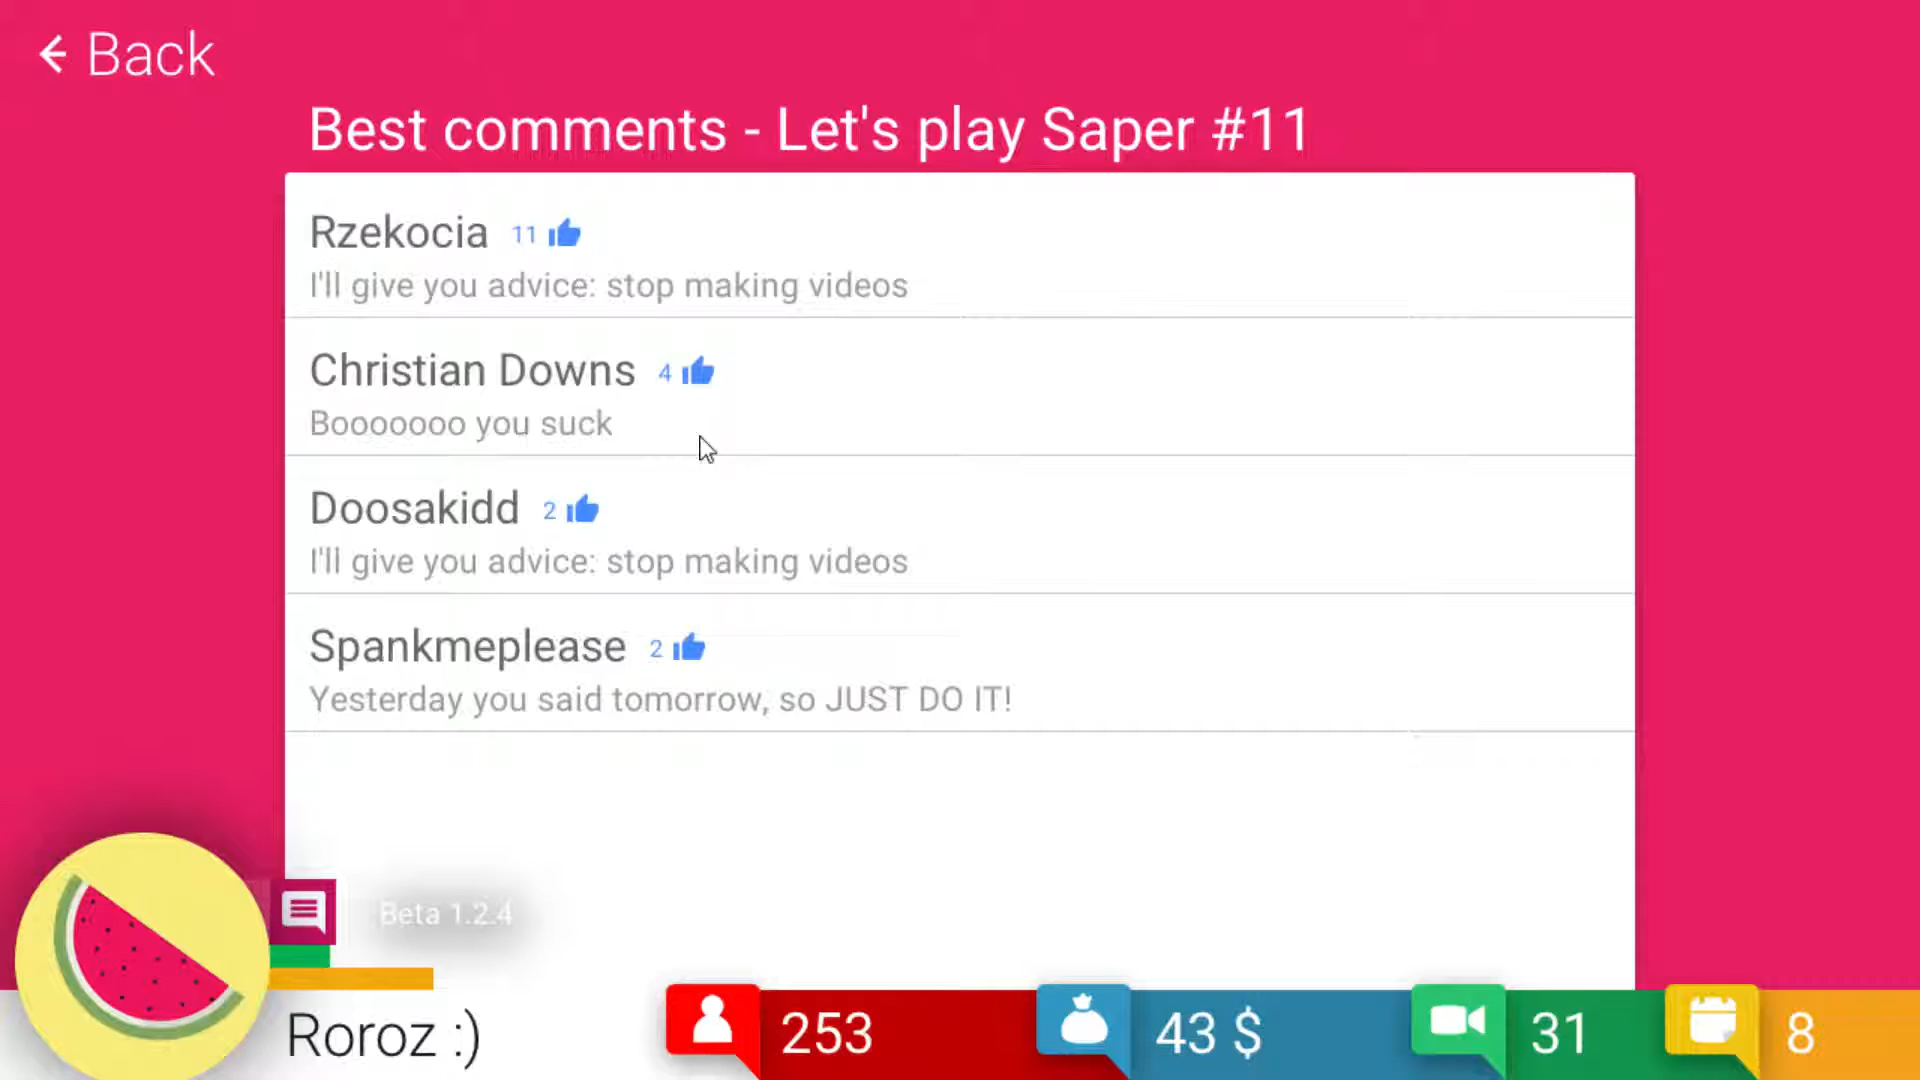 Back
Best comments - Let's play Saper #11
Rzekocia 11
I'll give you advice: stop making videos
Christian Downs 4
Booooooo you suck
Doosakidd 2
I'll give you advice: stop making videos
Spankmeplease 2
Yesterday you said tomorrow, so JUST DO IT!
Beta 1.2.4
Roroz :)
253
43 $
31
8